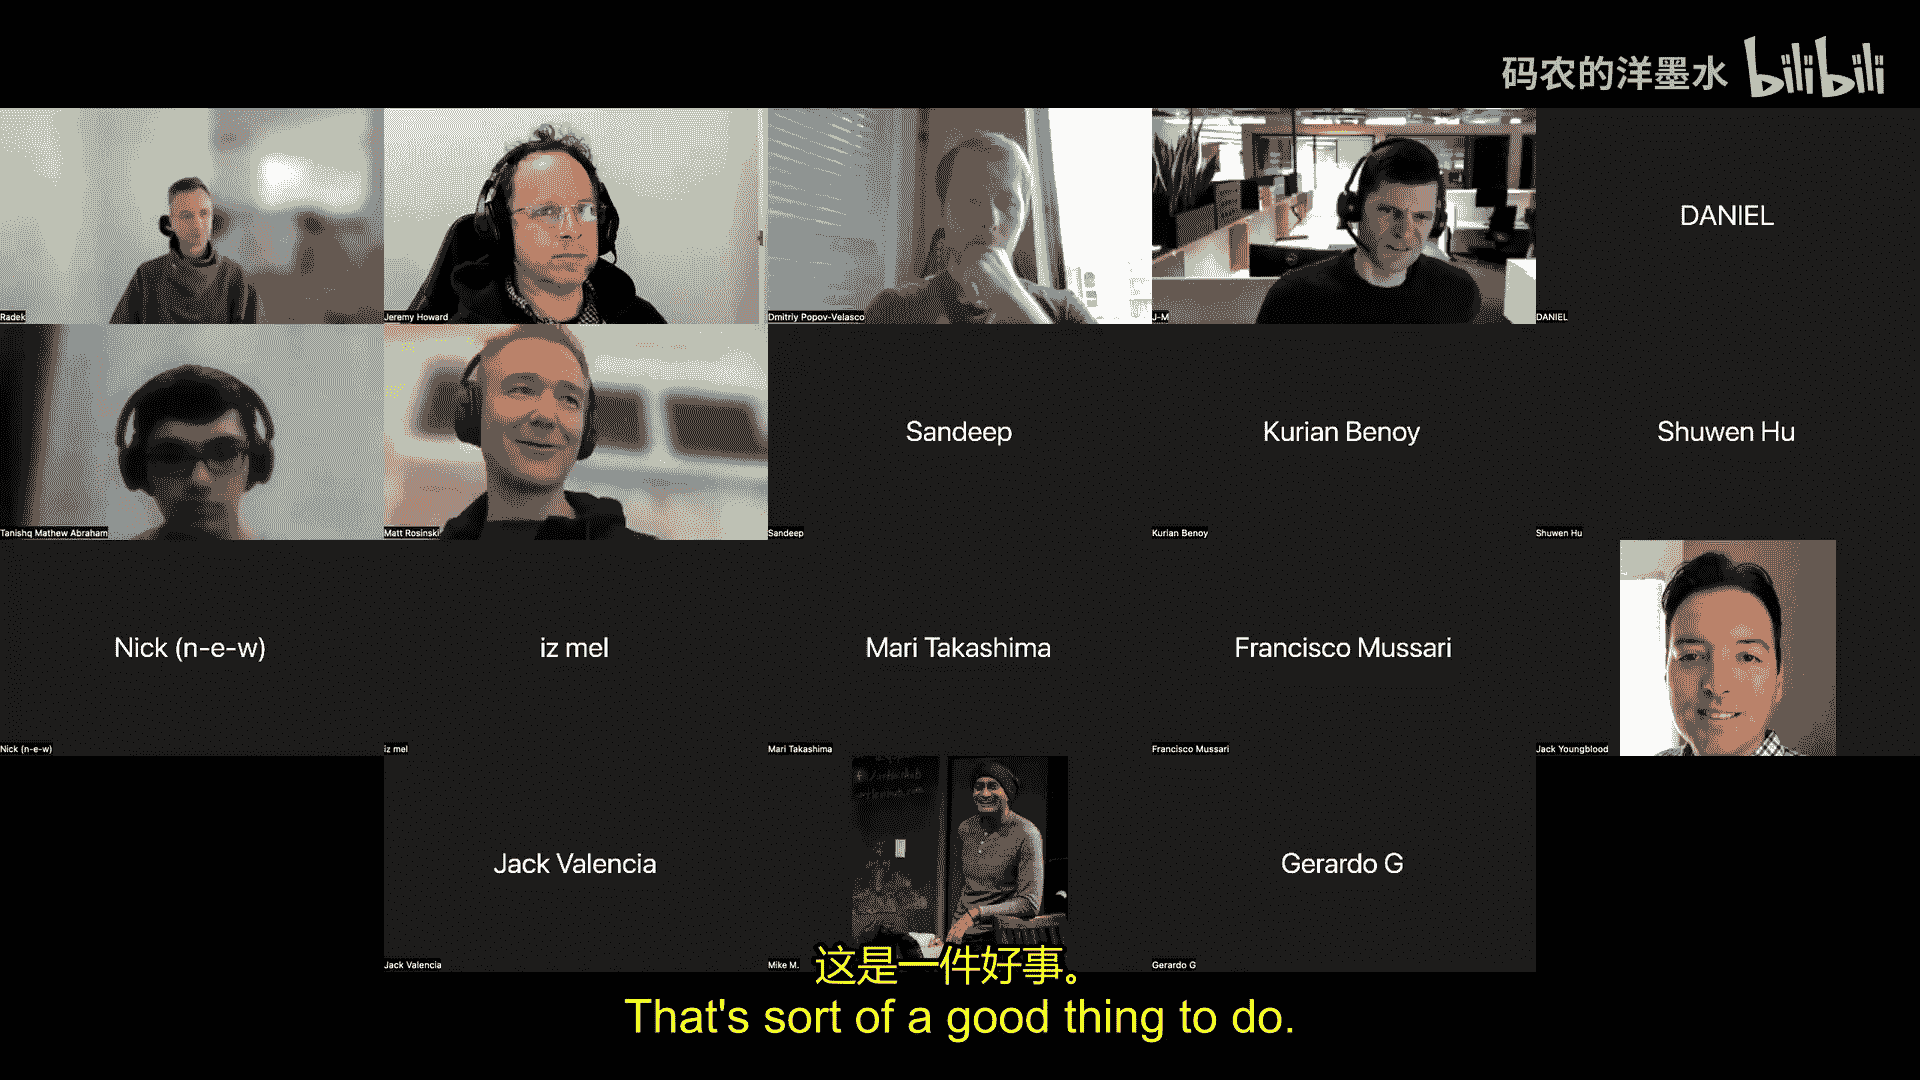 码农的洋墨水 bilibili
DANIEL
Radek
Jeremy Howard
Dmitriy Popov-Velasco
J-M
DANIEL
Sandeep
Kurian Benoy
Shuwen Hu
Tanishq Mathew Abraham
Matt Rosinski
Sandeep
Kurian Benoy
Shuwen Hu
Nick (n-e-w)
iz mel
Mari Takashima
Francisco Mussari
Nick (n-e-w)
iz mel
Mari Takashima
Francisco Mussari
Jack Youngblood
Jack Valencia
Gerardo G
Jack Valencia
Mike M.
Gerardo G
这是一件好事。
That's sort of a good thing to do.